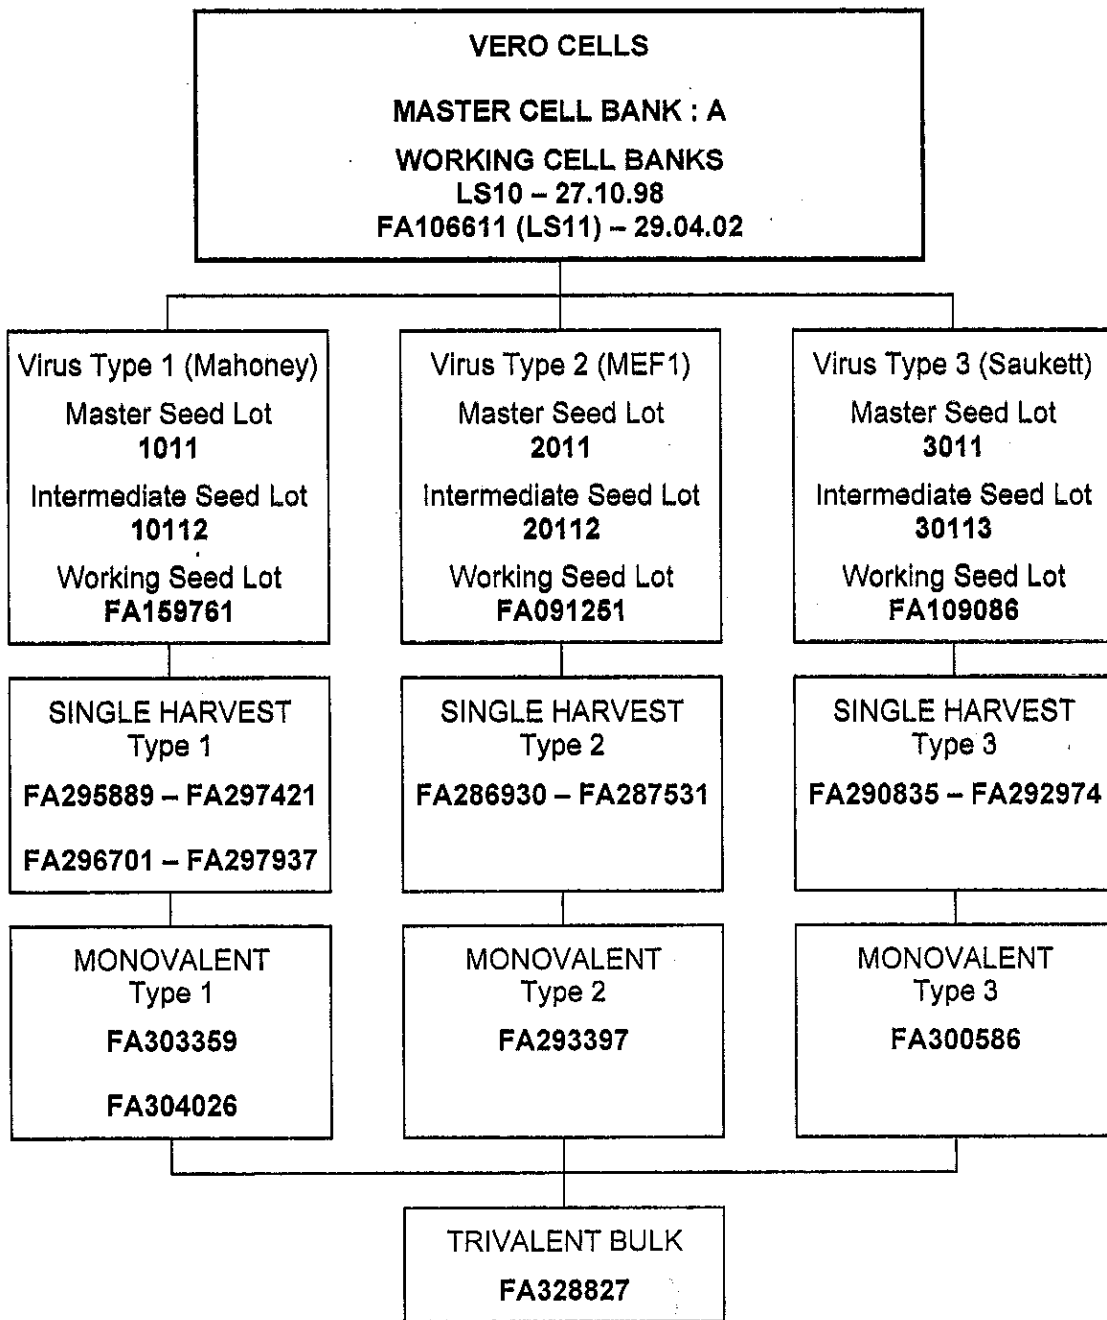 VERO CELLS
MASTER CELL BANK : A
WORKING CELL BANKS
LS10 – 27.10.98
FA106611 (LS11) – 29.04.02
Virus Type 1 (Mahoney)
Master Seed Lot
1011
Intermediate Seed Lot
10112
Working Seed Lot
FA159761
Virus Type 2 (MEF1)
Master Seed Lot
2011
Intermediate Seed Lot
20112
Working Seed Lot
FA091251
Virus Type 3 (Saukett)
Master Seed Lot
3011
Intermediate Seed Lot
30113
Working Seed Lot
FA109086
SINGLE HARVEST
Type 1
FA295889 – FA297421
FA296701 – FA297937
SINGLE HARVEST
Type 2
FA286930 – FA287531
SINGLE HARVEST
Type 3
FA290835 – FA292974
MONOVALENT
Type 1
FA303359
FA304026
MONOVALENT
Type 2
FA293397
MONOVALENT
Type 3
FA300586
TRIVALENT BULK
FA328827